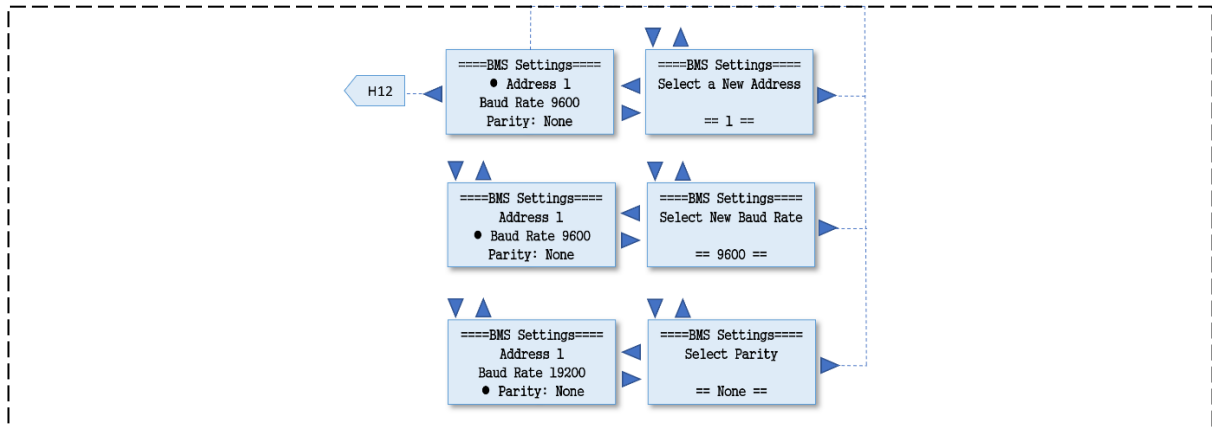 H12
====BMS Settings====
● Address 1
Baud Rate 9600
Parity: None
====BMS Settings====
Select a New Address
== 1 ==
====BMS Settings====
Address 1
● Baud Rate 9600
Parity: None
====BMS Settings====
Select New Baud Rate
== 9600 ==
====BMS Settings====
Address 1
Baud Rate 19200
● Parity: None
====BMS Settings====
Select Parity
== None ==